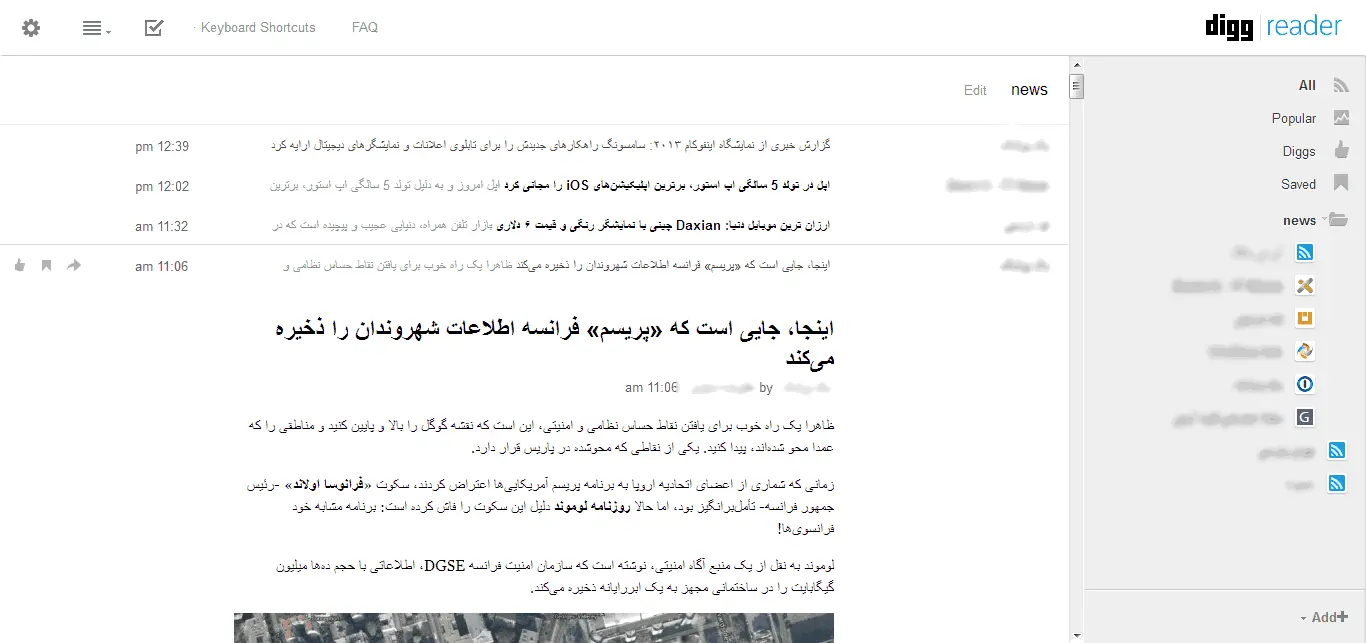 Keyboard Shortcuts
FAQ
digg reader
Edit
news
گزارش خبری از نمایشگاه اینفوکام ۲۰۱۳: سامسونگ راهکارهای جدیدش را برای تابلوی اعلانات و نمایشگرهای دیجیتال ارایه کرد
pm 12:39
اپل در تولد 5 سالگی اپ استور، برترین اپلیکیشن‌های iOS را مجانی کرد اپل امروز و به دلیل تولد 5 سالگی اپ استور، برترین
pm 12:02
ارزان ترین موبایل دنیا: Daxian چینی با نمایشگر رنگی و قیمت ۶ دلاری بازار تلفن همراه، دنیایی عجیب و پیچیده است که در
am 11:32
اینجا، جایی است که «پریسم» فرانسه اطلاعات شهروندان را ذخیره می‌کند ظاهرا یک راه خوب برای یافتن نقاط حساس نظامی و
am 11:06
اینجا، جایی است که «پریسم» فرانسه اطلاعات شهروندان را ذخیره
می‌کند
by
am 11:06
ظاهرا یک راه خوب برای یافتن نقاط حساس نظامی و امنیتی، این است که نقشه گوگل را بالا و پایین کنید و مناطقی را که
عمدا محو شده‌اند، پیدا کنید. یکی از نقاطی که محوشده در پاریس قرار دارد.
زمانی که شماری از اعضای اتحادیه اروپا به برنامه پریسم آمریکایی‌ها اعتراض کردند، سکوت «فرانوسا اولاند» -رئیس
جمهور فرانسه- تأمل‌برانگیز بود، اما حالا روزنامه لوموند دلیل این سکوت را فاش کرده است: برنامه مشابه خود
فرانسوی‌ها!
لوموند به نقل از یک منبع آگاه امنیتی، نوشته است که سازمان امنیت فرانسه DGSE، اطلاعاتی با حجم ده‌ها میلیون
گیگابایت را در ساختمانی مجهز به یک ابررایانه ذخیره می‌کند.
All
Popular
Diggs
Saved
news
G
Add